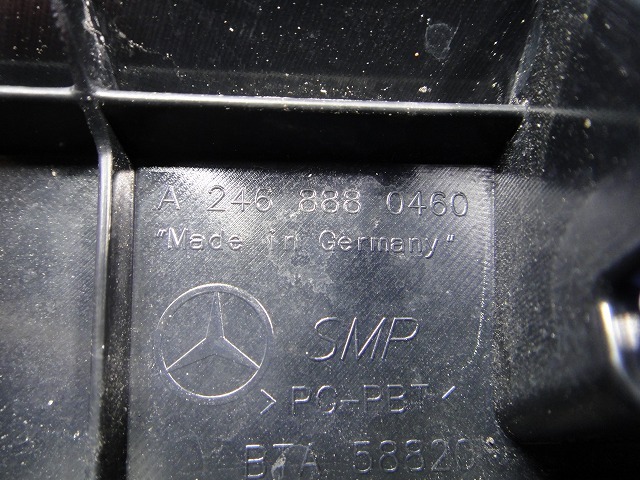 A 246 888 0460
"Made in Germany"
SMP
>PC-PBT<
BTA 58820